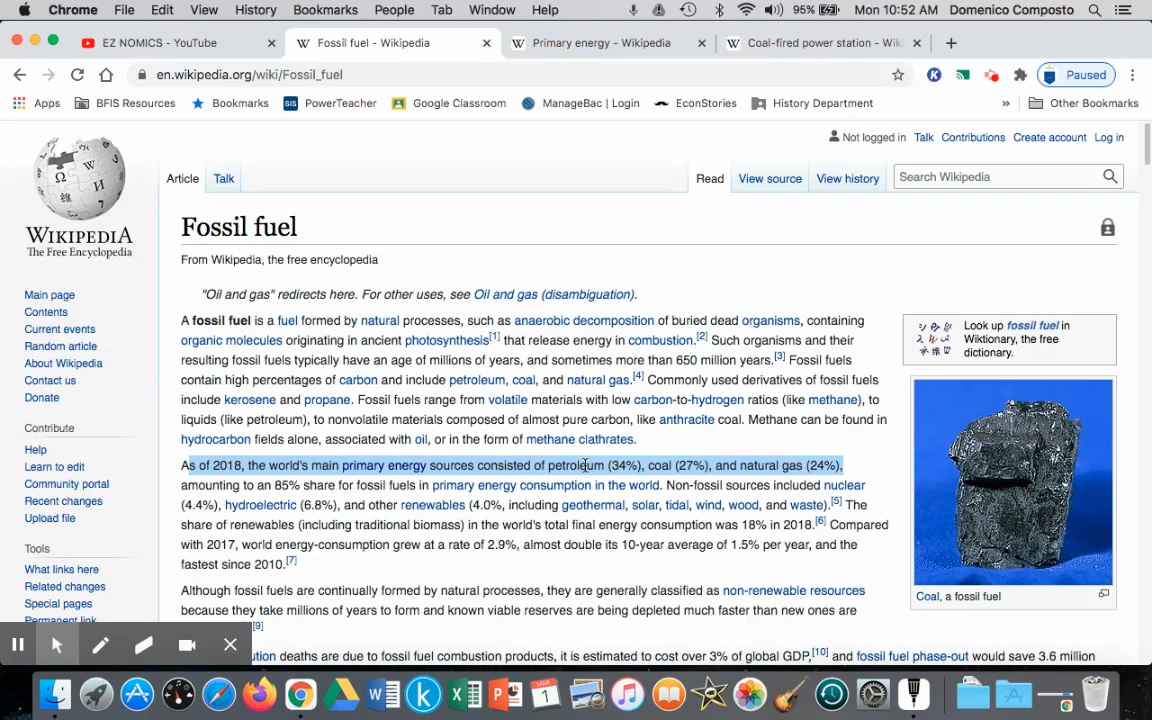 Chrome File Edit View History Bookmarks People Tab Window Help 95% Mon 10:52 AM Domenico Composto
EZ NOMICS - YouTube Fossil fuel - Wikipedia Primary energy - Wikipedia Coal-fired power station - Wiki
en.wikipedia.org/wiki/Fossil_fuel Paused
Apps BFIS Resources Bookmarks PowerTeacher Google Classroom ManageBac | Login EconStories History Department » Other Bookmarks
Not logged in Talk Contributions Create account Log in
Article Talk Read View source View history Search Wikipedia
WIKIPEDIA
The Free Encyclopedia
Fossil fuel
From Wikipedia, the free encyclopedia
"Oil and gas" redirects here. For other uses, see Oil and gas (disambiguation).
A fossil fuel is a fuel formed by natural processes, such as anaerobic decomposition of buried dead organisms, containing
organic molecules originating in ancient photosynthesis[1] that release energy in combustion.[2] Such organisms and their
resulting fossil fuels typically have an age of millions of years, and sometimes more than 650 million years.[3] Fossil fuels
contain high percentages of carbon and include petroleum, coal, and natural gas.[4] Commonly used derivatives of fossil fuels
include kerosene and propane. Fossil fuels range from volatile materials with low carbon-to-hydrogen ratios (like methane), to
liquids (like petroleum), to nonvolatile materials composed of almost pure carbon, like anthracite coal. Methane can be found in
hydrocarbon fields alone, associated with oil, or in the form of methane clathrates.
As of 2018, the world's main primary energy sources consisted of petroleum (34%), coal (27%), and natural gas (24%),
amounting to an 85% share for fossil fuels in primary energy consumption in the world. Non-fossil sources included nuclear
(4.4%), hydroelectric (6.8%), and other renewables (4.0%, including geothermal, solar, tidal, wind, wood, and waste).[5] The
share of renewables (including traditional biomass) in the world's total final energy consumption was 18% in 2018.[6] Compared
with 2017, world energy-consumption grew at a rate of 2.9%, almost double its 10-year average of 1.5% per year, and the
fastest since 2010.[7]
Although fossil fuels are continually formed by natural processes, they are generally classified as non-renewable resources
because they take millions of years to form and known viable reserves are being depleted much faster than new ones are
[9]
ution deaths are due to fossil fuel combustion products, it is estimated to cost over 3% of global GDP,[10] and fossil fuel phase-out would save 3.6 million
Look up fossil fuel in
Wiktionary, the free
dictionary.
Coal, a fossil fuel
Main page
Contents
Current events
Random article
About Wikipedia
Contact us
Donate
Contribute
Help
Learn to edit
Community portal
Recent changes
Upload file
Tools
What links here
Related changes
Special pages
Permanent link
MAR
1